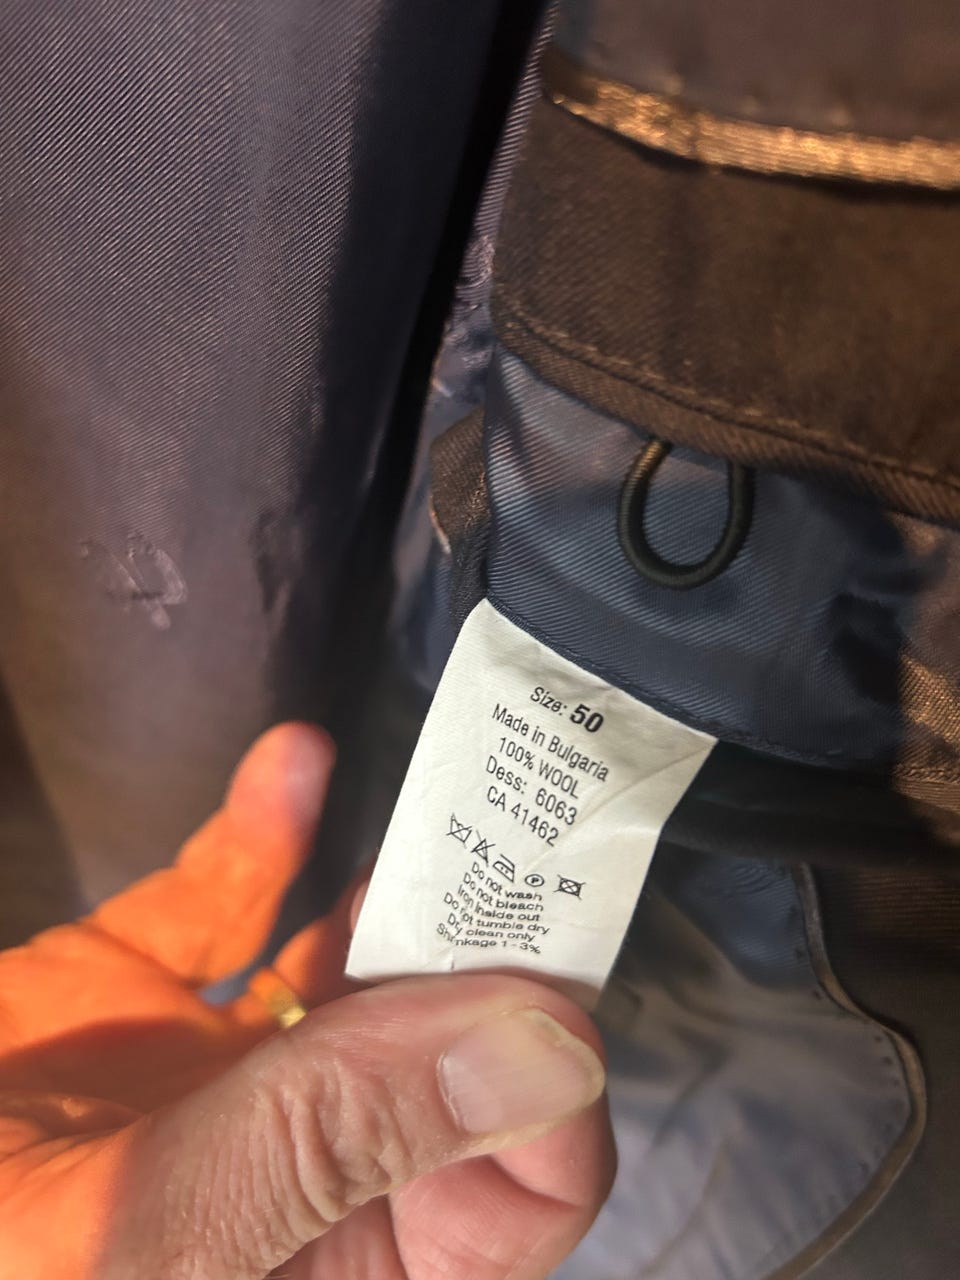 Size: 50
Made in Bulgaria
100% WOOL
Dess: 6063
CA 41462
P
Do not wash
Do not bleach
Iron inside out
Do not tumble dry
Dry clean only
Shrinkage 1 - 3%